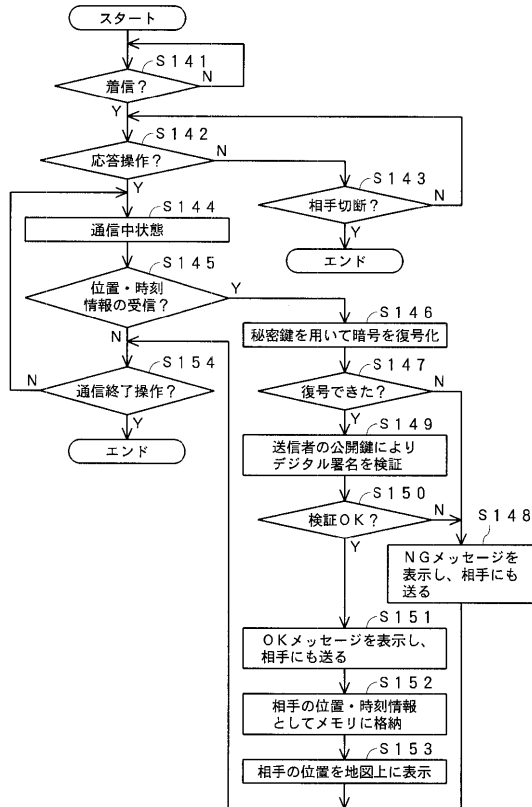 スタート
S141
着信？
N
Y
S142
応答操作？
N
Y
S143
相手切断？
N
Y
エンド
S144
通信中状態
S145
位置・時刻
情報の受信？
Y
N
S146
秘密鍵を用いて暗号を復号化
S147
復号できた？
N
Y
S154
通信終了操作？
N
Y
エンド
S149
送信者の公開鍵により
デジタル署名を検証
S150
検証OK？
N
Y
S148
NGメッセージを
表示し、相手にも
送る
S151
OKメッセージを表示し、
相手にも送る
S152
相手の位置・時刻情報
としてメモリに格納
S153
相手の位置を地図上に表示